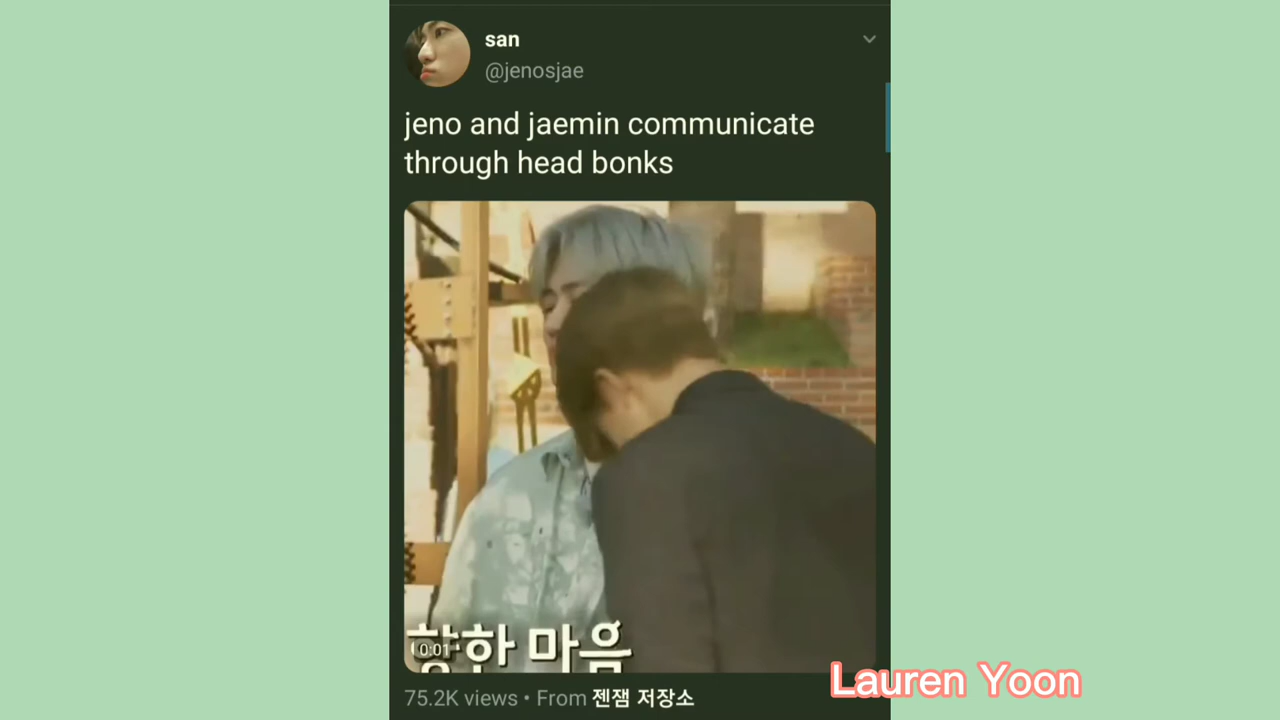 san
@jenosjae
jeno and jaemin communicate
through head bonks
향한 마음
0:01
75.2K views • From 젠잼 저장소
Lauren Yoon